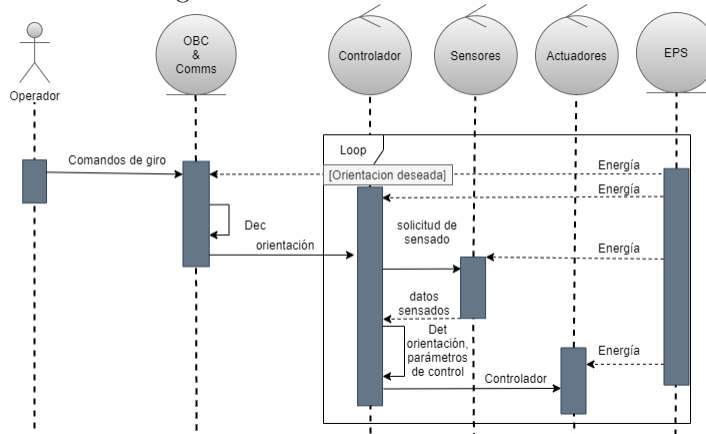 OBC
&
Comms
Controlador
Sensores
Actuadores
EPS
Operador
Loop
Comandos de giro
[Orientacion deseada]
Energía
Energía
Dec
orientación
solicitud de
sensado
Energía
datos
sensados
Det
orientación,
parámetros
de control
Energía
Controlador